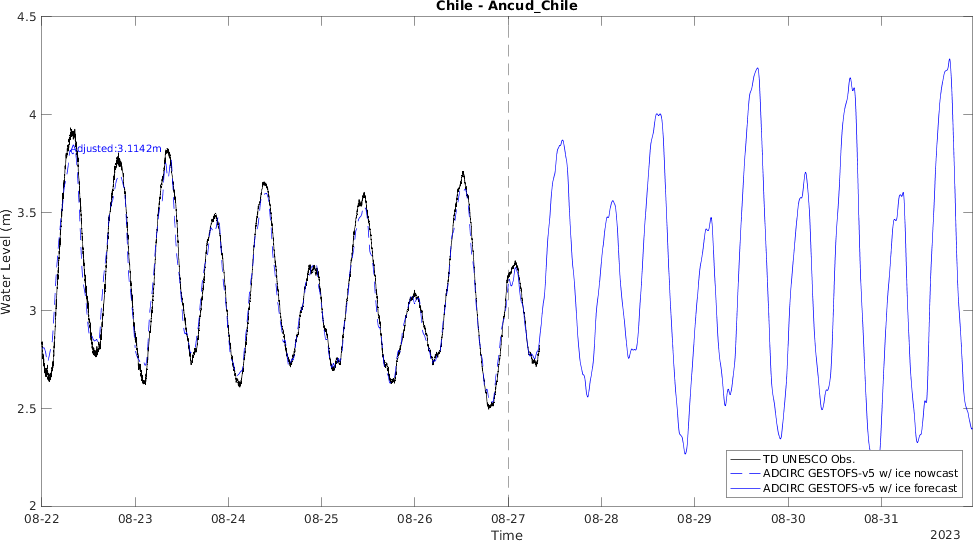 Chile - Ancud_Chile
4.5
4
3.5
3
2.5
2
Water Level (m)
Adjusted:3.1142m
TD UNESCO Obs.
ADCIRC GESTOFS-v5 w/ ice nowcast
ADCIRC GESTOFS-v5 w/ ice forecast
08-22 08-23 08-24 08-25 08-26 08-27 08-28 08-29 08-30 08-31
Time
2023